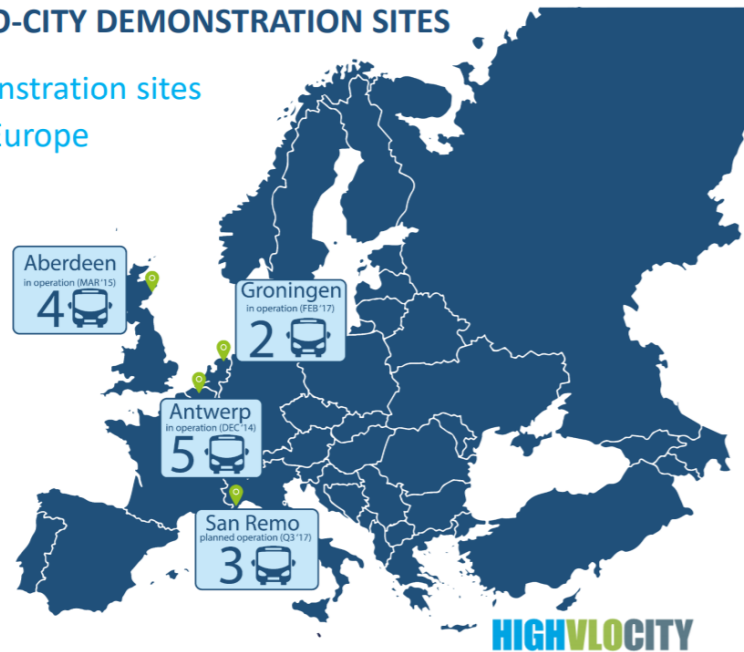 O-CITY DEMONSTRATION SITES
nstration sites
Europe
Aberdeen
in operation (MAR'15)
4
Groningen
in operation (FEB'17)
2
Antwerp
in operation (DEC'14)
5
San Remo
planned operation (Q3'17)
3
HIGHVLOCITY